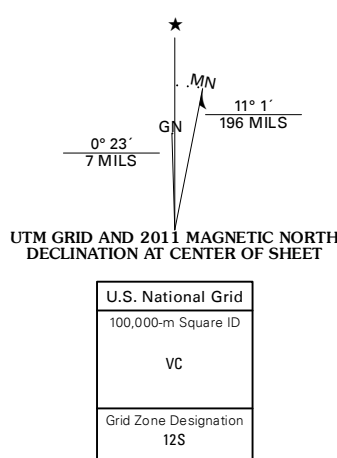 ★
MN
GN
11° 1´
196 MILS
0° 23´
7 MILS
UTM GRID AND 2011 MAGNETIC NORTH
DECLINATION AT CENTER OF SHEET
U.S. National Grid
100,000-m Square ID
VC
Grid Zone Designation
12S